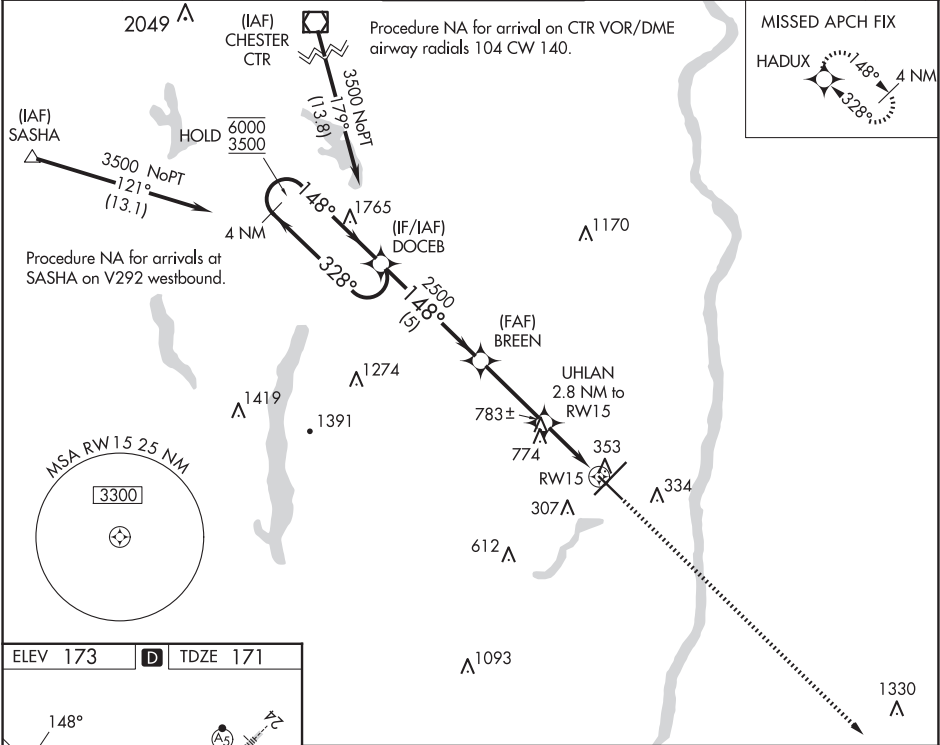 2049
(IAF)
CHESTER
CTR
Procedure NA for arrival on CTR VOR/DME
airway radials 104 CW 140.
MISSED APCH FIX
HADUX
148°
4 NM
328°
3500 NoPT
179°
(13.8)
(IAF)
SASHA
HOLD
6000
3500
3500 NoPT
121°
(13.1)
148°
1765
4 NM
(IF/IAF)
DOCEB
1170
Procedure NA for arrivals at
SASHA on V292 westbound.
328°
2500
148°
(5)
(FAF)
BREEN
1274
UHLAN
2.8 NM to
RW15
1419
1391
783±
774
353
RW15
334
307
MSA RW15 25 NM
3300
612
ELEV 173
D
TDZE 171
1093
1330
148°
A5
24